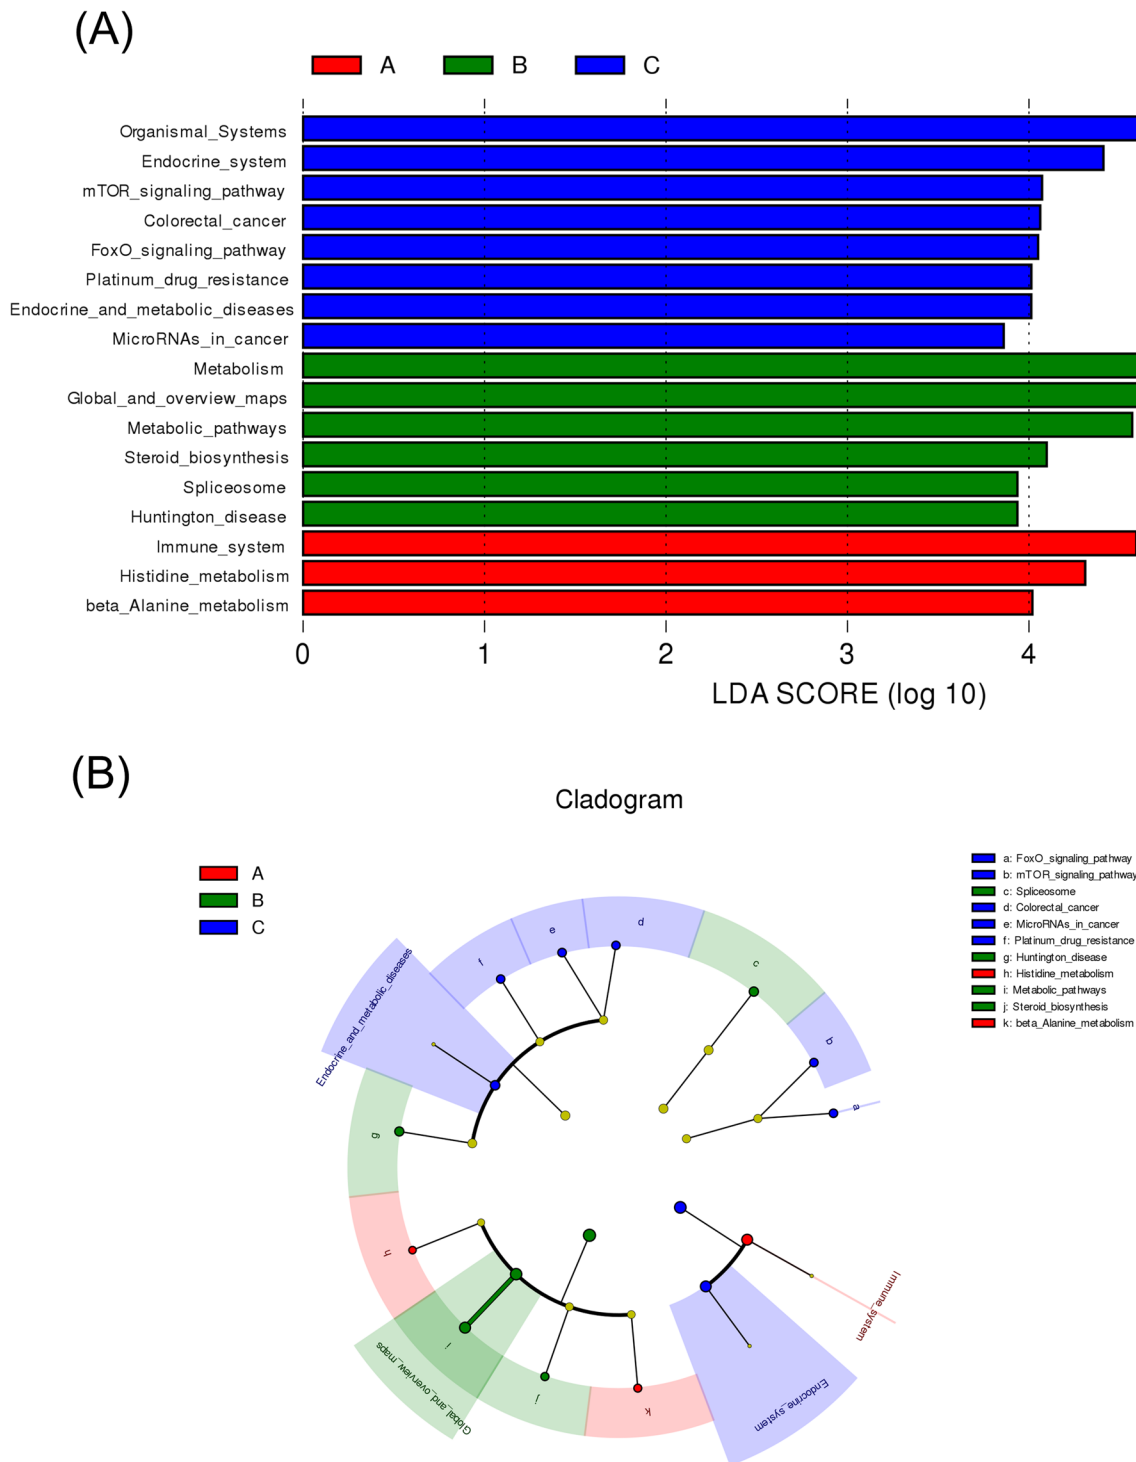 (A)
A B C
Organismal_Systems
Endocrine_system
mTOR_signaling_pathway
Colorectal_cancer
FoxO_signaling_pathway
Platinum_drug_resistance
Endocrine_and_metabolic_diseases
MicroRNAs_in_cancer
Metabolism
Global_and_overview_maps
Metabolic_pathways
Steroid_biosynthesis
Spliceosome
Huntington_disease
Immune_system
Histidine_metabolism
beta_Alanine_metabolism
0 1 2 3 4
LDA SCORE (log 10)
(B)
Cladogram
A
B
C
a: FoxO_signaling_pathway
b: mTOR_signaling_pathway
c: Spliceosome
d: Colorectal_cancer
e: MicroRNAs_in_cancer
f: Platinum_drug_resistance
g: Huntington_disease
h: Histidine_metabolism
i: Metabolic_pathways
j: Steroid_biosynthesis
k: beta_Alanine_metabolism
d
e
f
c
b
a
Endocrine_and_metabolic_diseases
g
h
i
Global_and_overview_maps
j
k
Endocrine_system
Immune_system